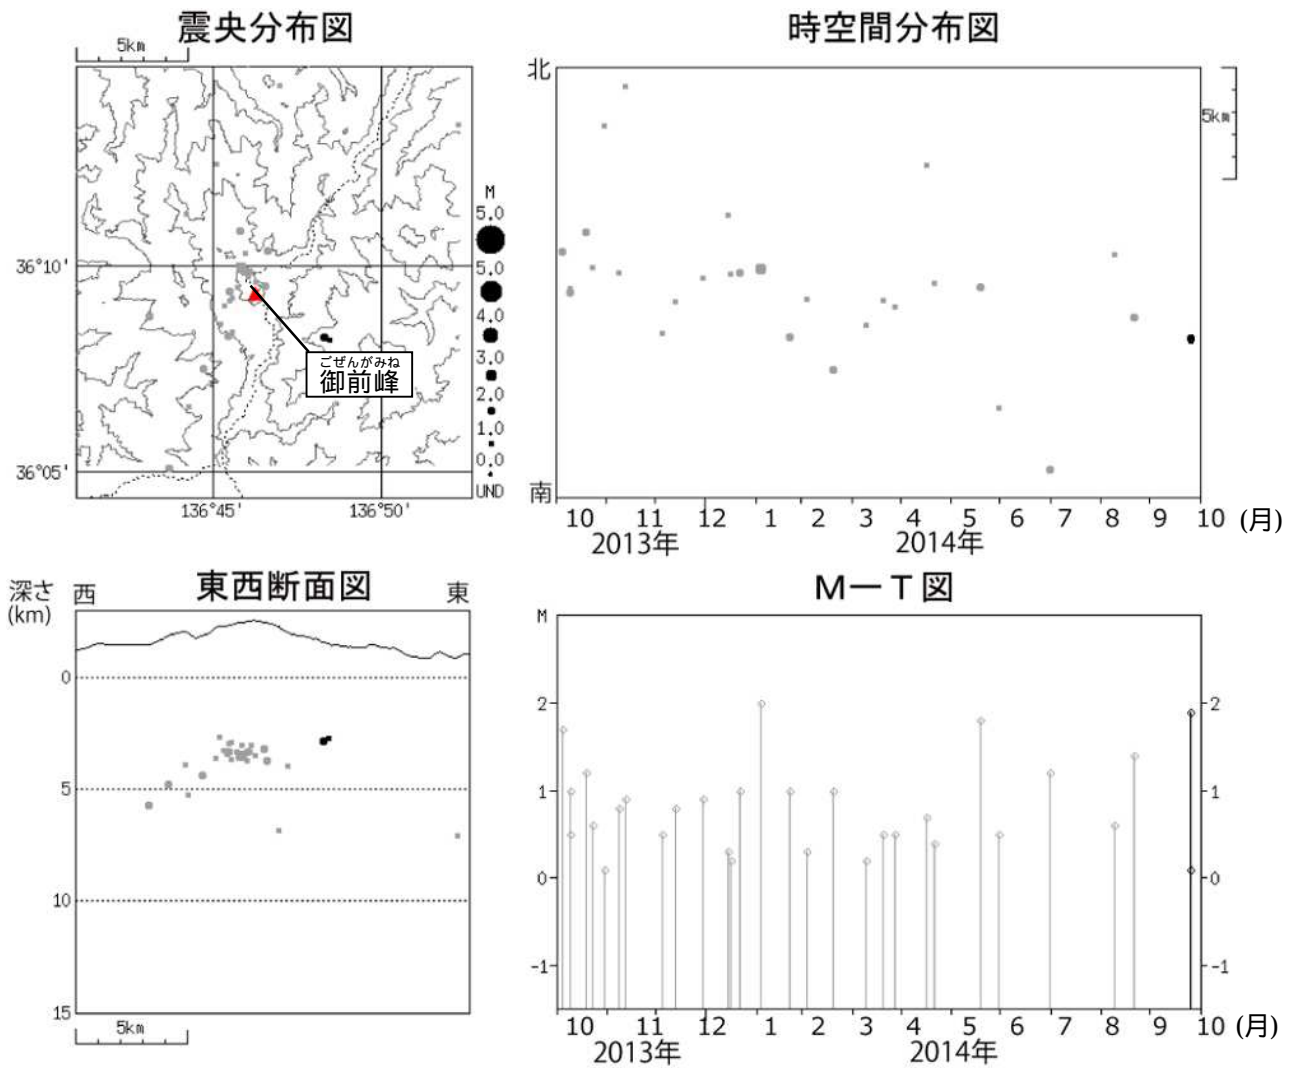 震央分布図
5km
36°10'
36°05'
136°45'
136°50'
ごぜんがみね
御前峰
M
5.0
5.0
4.0
3.0
2.0
1.0
0.0
UND
時空間分布図
北
南
5km
10 11 12 1 2 3 4 5 6 7 8 9 10 (月)
2013年 2014年
東西断面図
深さ
(km)
西 東
0
5
10
15
5km
M－T図
M
2 2
1 1
0 0
-1 -1
10 11 12 1 2 3 4 5 6 7 8 9 10 (月)
2013年 2014年